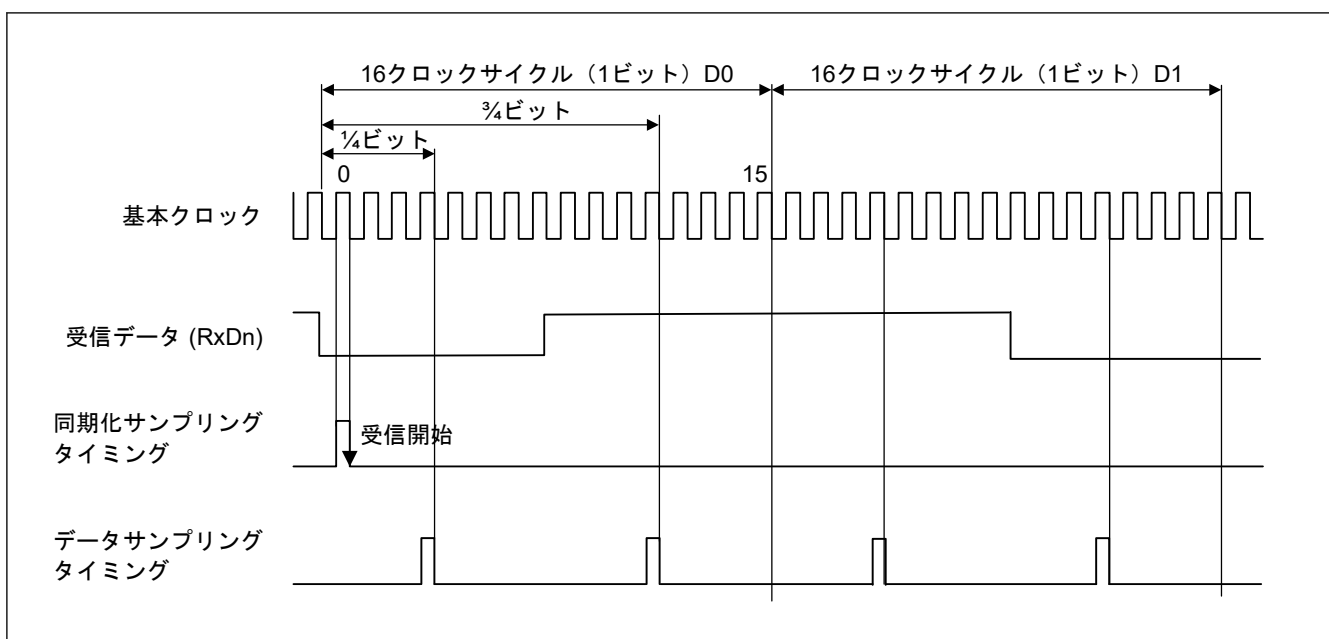 16クロックサイクル(1ビット)D0
16クロックサイクル(1ビット)D1
¾ビット
¼ビット
0
15
基本クロック
受信データ (RxDn)
同期化サンプリング
タイミング
受信開始
データサンプリング
タイミング